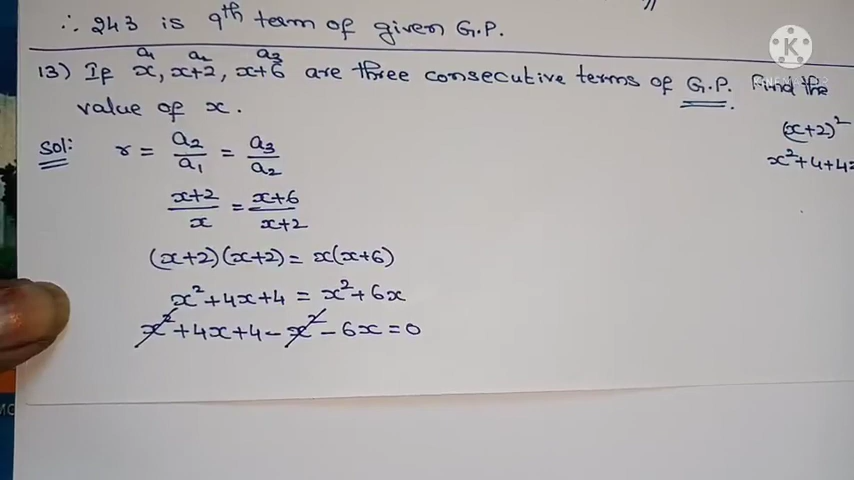 ∴ 243 is 9th term of given G.P.
a1 a2 a3
13) If x, x+2, x+6 are three consecutive terms of G.P. Find the
value of x.
(x+2)²
x²+4+4x
Sol: r = a2/a1 = a3/a2
x+2/x = x+6/x+2
(x+2)(x+2) = x(x+6)
x²+4x+4 = x²+6x
x²+4x+4-x²-6x=0
K